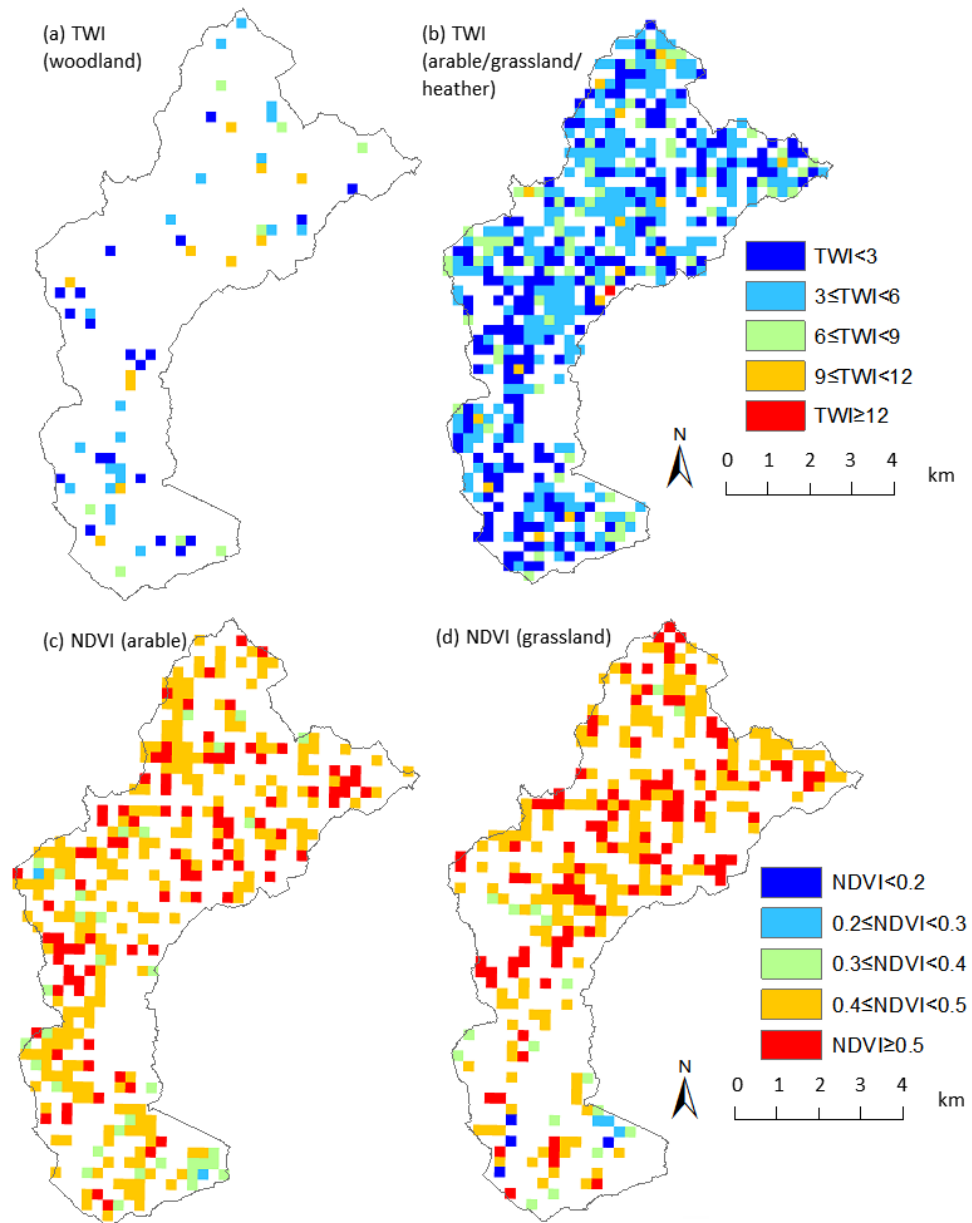 (a) TWI
(woodland)
(b) TWI
(arable/grassland/
heather)
TWI<3
3≤TWI<6
6≤TWI<9
9≤TWI<12
TWI≥12
N
0 1 2 3 4
km
(c) NDVI (arable)
(d) NDVI (grassland)
NDVI<0.2
0.2≤NDVI<0.3
0.3≤NDVI<0.4
0.4≤NDVI<0.5
NDVI≥0.5
N
0 1 2 3 4
km